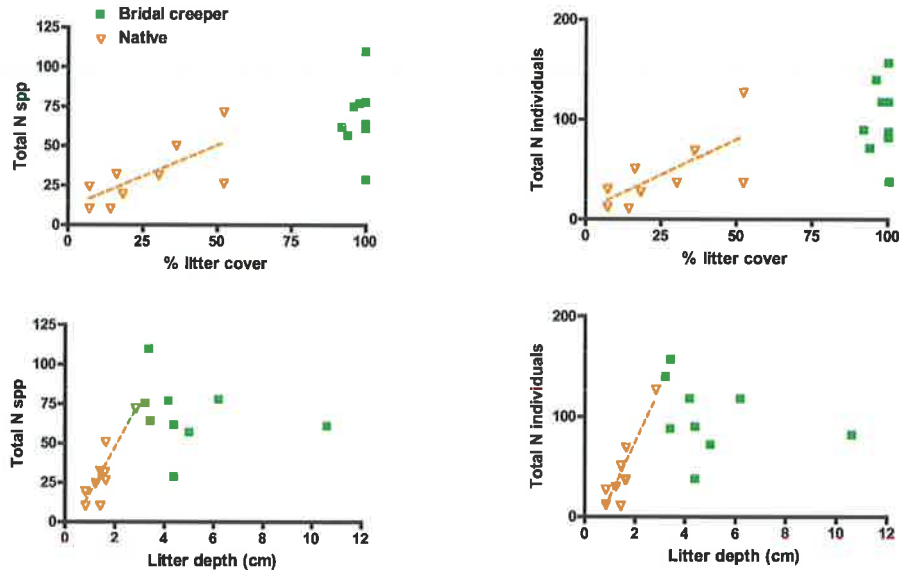 Bridal creeper
Native
Total N spp
125
100
75
50
25
0
0 25 50 75 100
% litter cover
Total N individuals
200
100
0
0 25 50 75 100
% litter cover
Total N spp
125
100
75
50
25
0
0 2 4 6 8 10 12
Litter depth (cm)
Total N individuals
200
100
0
0 2 4 6 8 10 12
Litter depth (cm)